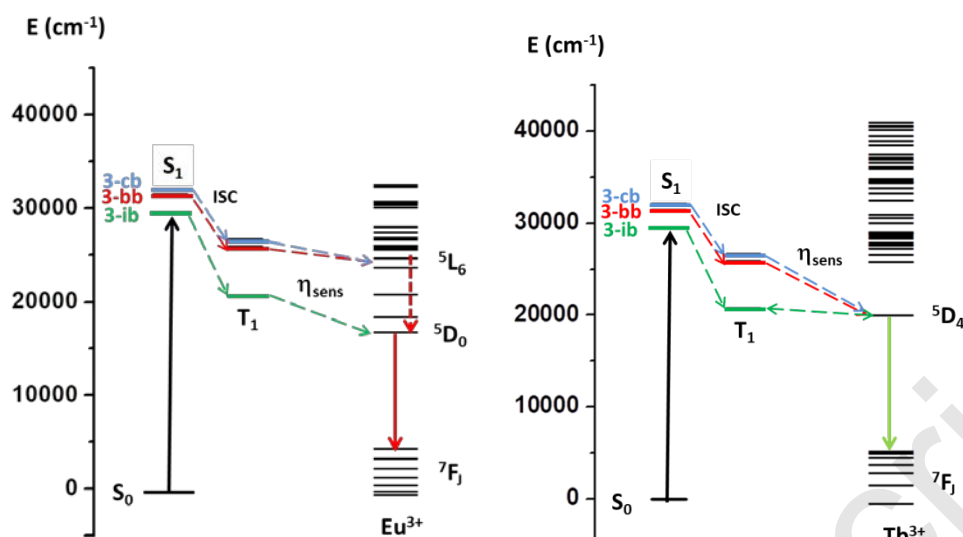 E (cm⁻¹)
40000
30000
20000
10000
0
S₁
3-cb
3-bb
3-ib
ISC
ηsens
T₁
⁵L₆
⁵D₀
⁷FJ
S₀
Eu³⁺
E (cm⁻¹)
40000
30000
20000
10000
0
S₁
3-cb
3-bb
3-ib
ISC
ηsens
T₁
⁵D₄
⁷FJ
S₀
Tb³⁺